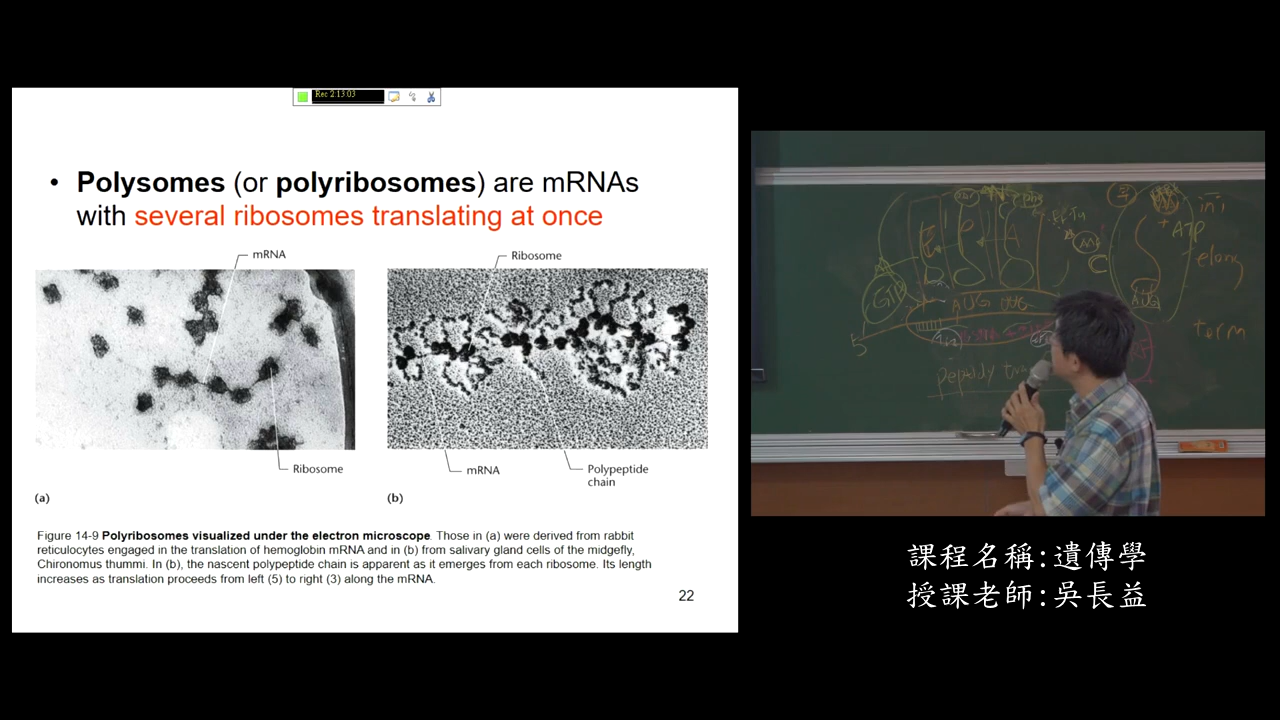 Rec 2:13:03
• Polysomes (or polyribosomes) are mRNAs
with several ribosomes translating at once
mRNA
Ribosome
(a)
Ribosome
mRNA
Polypeptide
chain
(b)
Figure 14-9 Polyribosomes visualized under the electron microscope. Those in (a) were derived from rabbit
reticulocytes engaged in the translation of hemoglobin mRNA and in (b) from salivary gland cells of the midgefly,
Chironomus thummi. In (b), the nascent polypeptide chain is apparent as it emerges from each ribosome. Its length
increases as translation proceeds from left (5) to right (3) along the mRNA.
22
E P A
GTP
AUG UUG
5
+ ATP
AUG
ini
elong
term
課程名稱:遺傳學
授課老師:吳長益